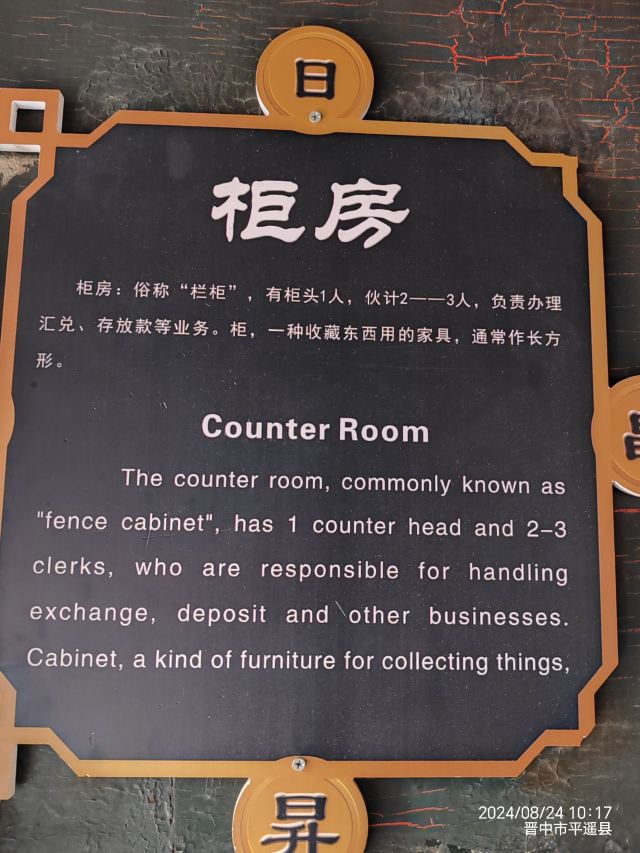 日
柜房
柜房：俗称“栏柜”，有柜头1人，伙计2——3人，负责办理
汇兑、存放款等业务。柜，一种收藏东西用的家具，通常作长方
形。
Counter Room
The counter room, commonly known as
"fence cabinet", has 1 counter head and 2–3
clerks, who are responsible for handling
exchange, deposit and other businesses.
Cabinet, a kind of furniture for collecting things,
昇
2024/08/24 10:17
晋中市平遥县